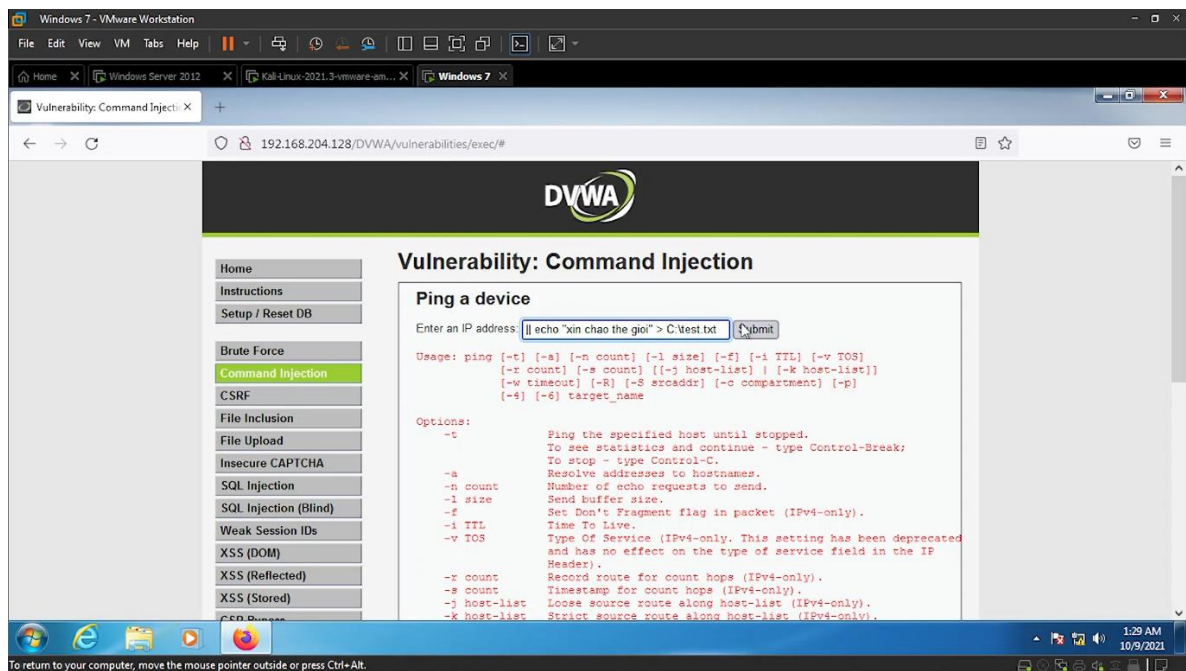 Windows 7 - VMware Workstation
File Edit View VM Tabs Help
Home Windows Server 2012 Kali-Linux-2021.3-vmware-am... Windows 7
Vulnerability: Command Injectic
192.168.204.128/DVWA/vulnerabilities/exec/#
DVWA
Home
Instructions
Setup / Reset DB
Brute Force
Command Injection
CSRF
File Inclusion
File Upload
Insecure CAPTCHA
SQL Injection
SQL Injection (Blind)
Weak Session IDs
XSS (DOM)
XSS (Reflected)
XSS (Stored)
CSP Bypass
Vulnerability: Command Injection
Ping a device
Enter an IP address: || echo "xin chao the gioi" > C:\test.txt Submit
Usage: ping [-t] [-a] [-n count] [-l size] [-f] [-i TTL] [-v TOS]
[-r count] [-s count] [[-j host-list] | [-k host-list]]
[-w timeout] [-R] [-S srcaddr] [-c compartment] [-p]
[-4] [-6] target_name
Options:
-t Ping the specified host until stopped.
To see statistics and continue - type Control-Break;
To stop - type Control-C.
-a Resolve addresses to hostnames.
-n count Number of echo requests to send.
-l size Send buffer size.
-f Set Don't Fragment flag in packet (IPv4-only).
-i TTL Time To Live.
-v TOS Type Of Service (IPv4-only. This setting has been deprecated
and has no effect on the type of service field in the IP
Header).
-r count Record route for count hops (IPv4-only).
-s count Timestamp for count hops (IPv4-only).
-j host-list Loose source route along host-list (IPv4-only).
-k host-list Strict source route along host-list (IPv4-only).
1:29 AM
10/9/2021
To return to your computer, move the mouse pointer outside or press Ctrl+Alt.